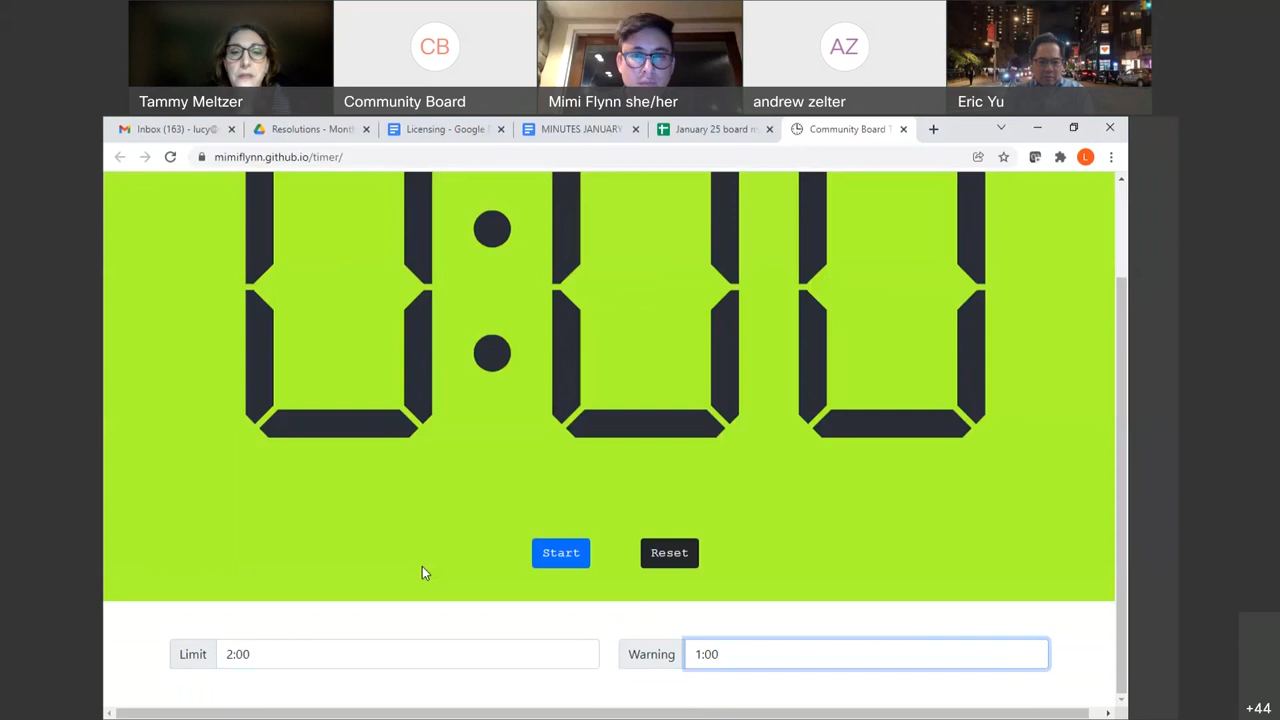 CB
AZ
Tammy Meltzer
Community Board
Mimi Flynn she/her
andrew zelter
Eric Yu
Inbox (163) - lucy@
Resolutions - Mont
Licensing - Google F
MINUTES JANUARY
January 25 board m
Community Board T
mimiflynn.github.io/timer/
L
0:00
Start
Reset
Limit
2:00
Warning
1:00
+44